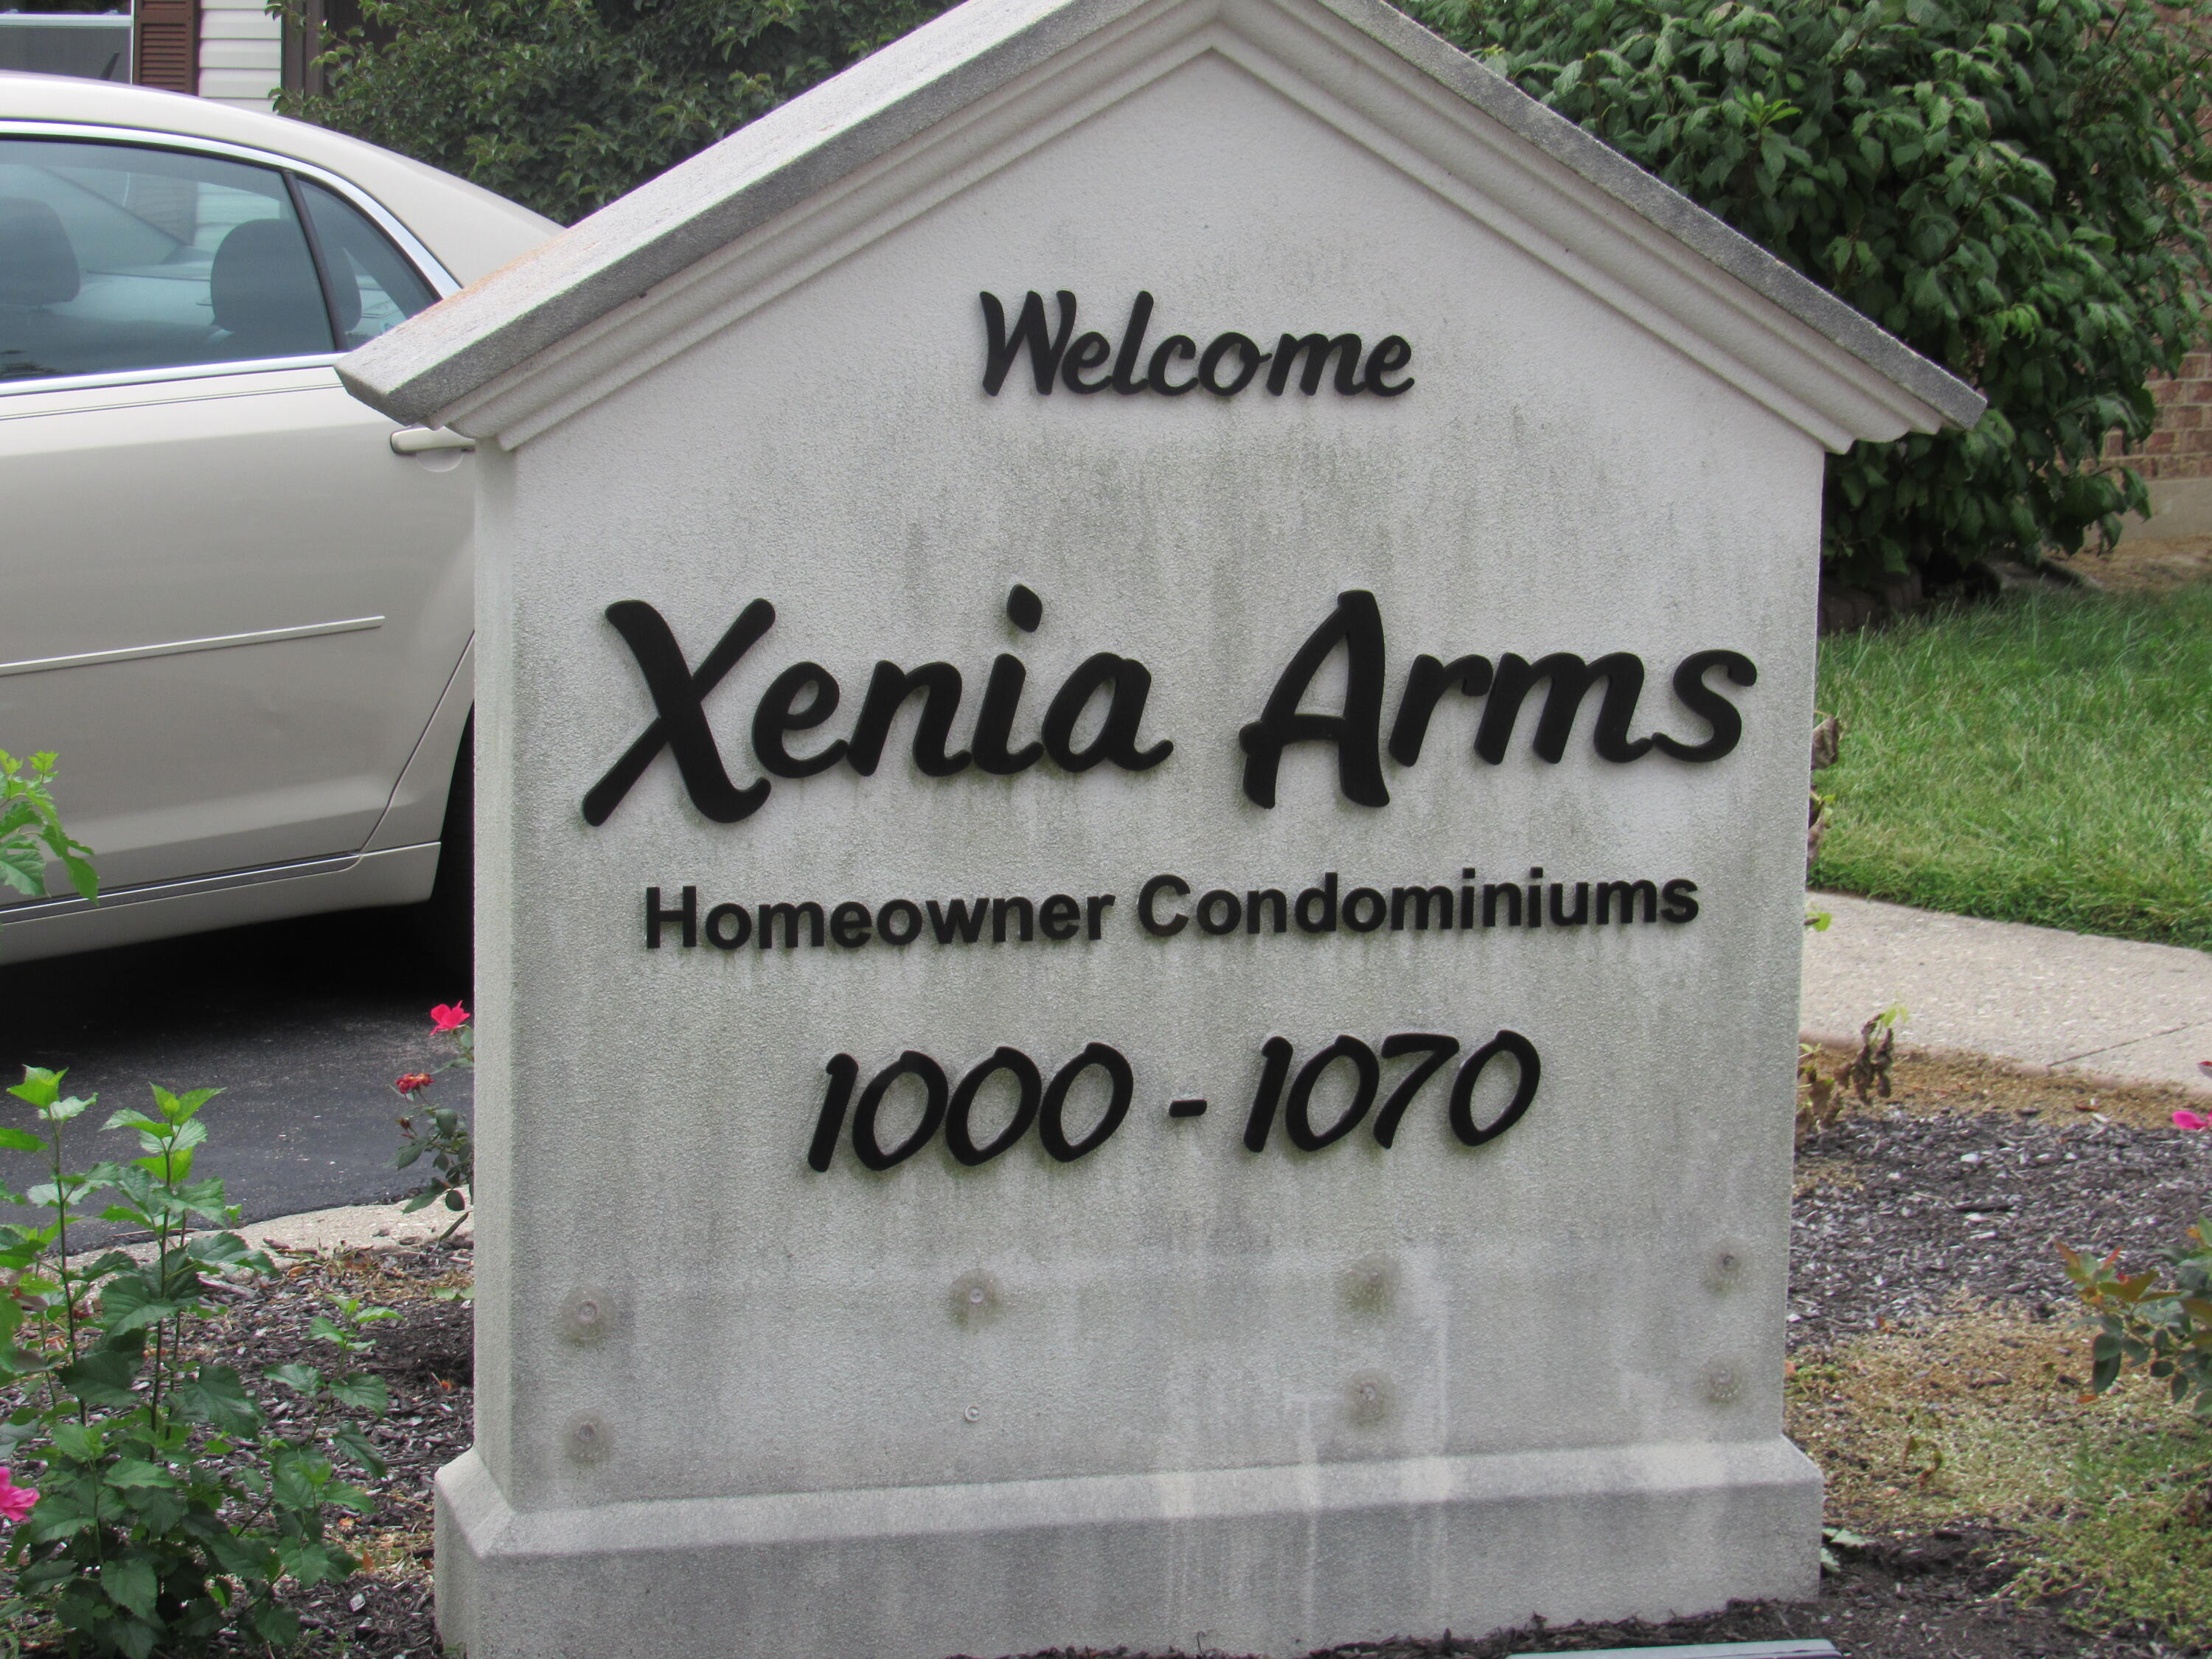 Welcome
Xenia Arms
Homeowner Condominiums
1000 - 1070